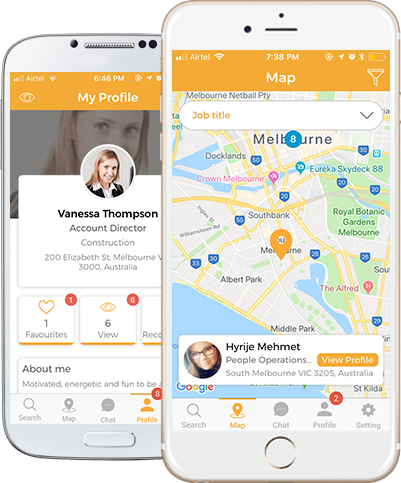 Airtel
6:46 PM
My Profile
Vanessa Thompson
Account Director
Construction
200 Elizabeth St, Melbourne V
3000, Australia
1
6
1
6
Favourites
View
Reco
About me
Motivated, energetic and fun to be a
8
Search
Map
Chat
Profile
Airtel
7:38 PM
Map
Melbourne Netball Pty
Job title
Melbourne
8
Docklands
Eureka Skydeck 88
Crown Melbourne
Southbank
Royal Botanic
Gardens
Melbourne
Ingles St
Williamstown Rd
Albert Park
The Alfred
Middle Park
Hyrije Mehmet
People Operations...
View Profile
South Melbourne VIC 3205, Australia
Google
St Kilda
2
Search
Map
Chat
Profile
Setting